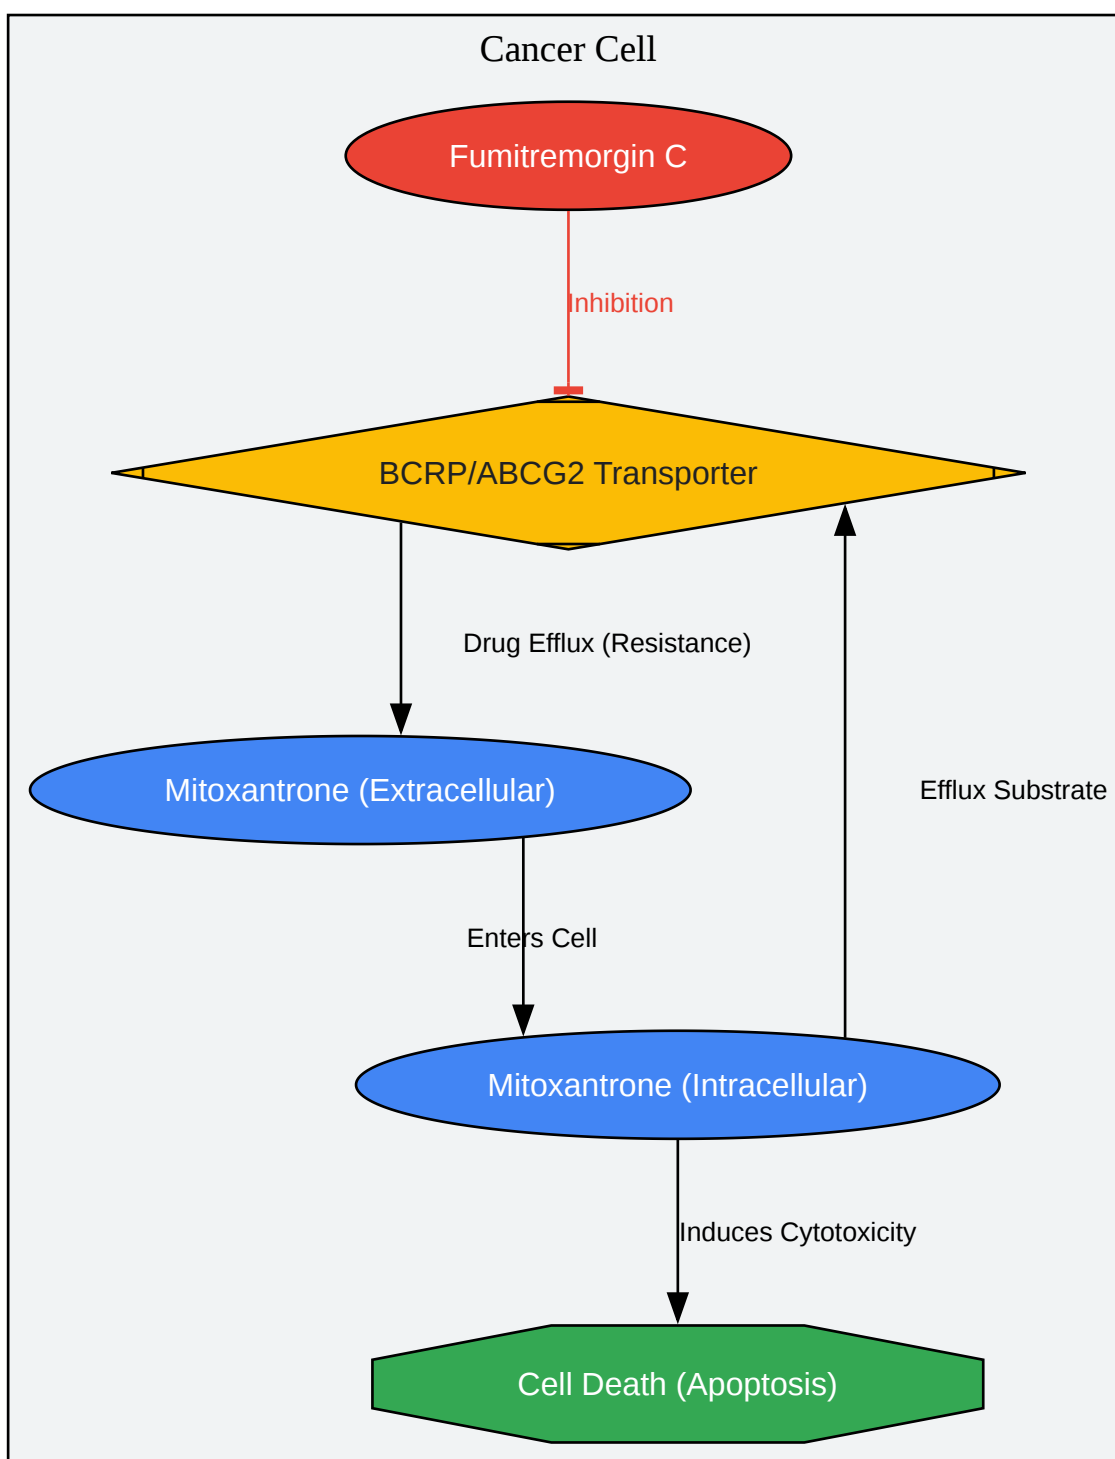 Cancer Cell
Fumitremorgin C
Inhibition
BCRP/ABCG2 Transporter
Drug Efflux (Resistance)
Mitoxantrone (Extracellular)
Efflux Substrate
Enters Cell
Mitoxantrone (Intracellular)
Induces Cytotoxicity
Cell Death (Apoptosis)